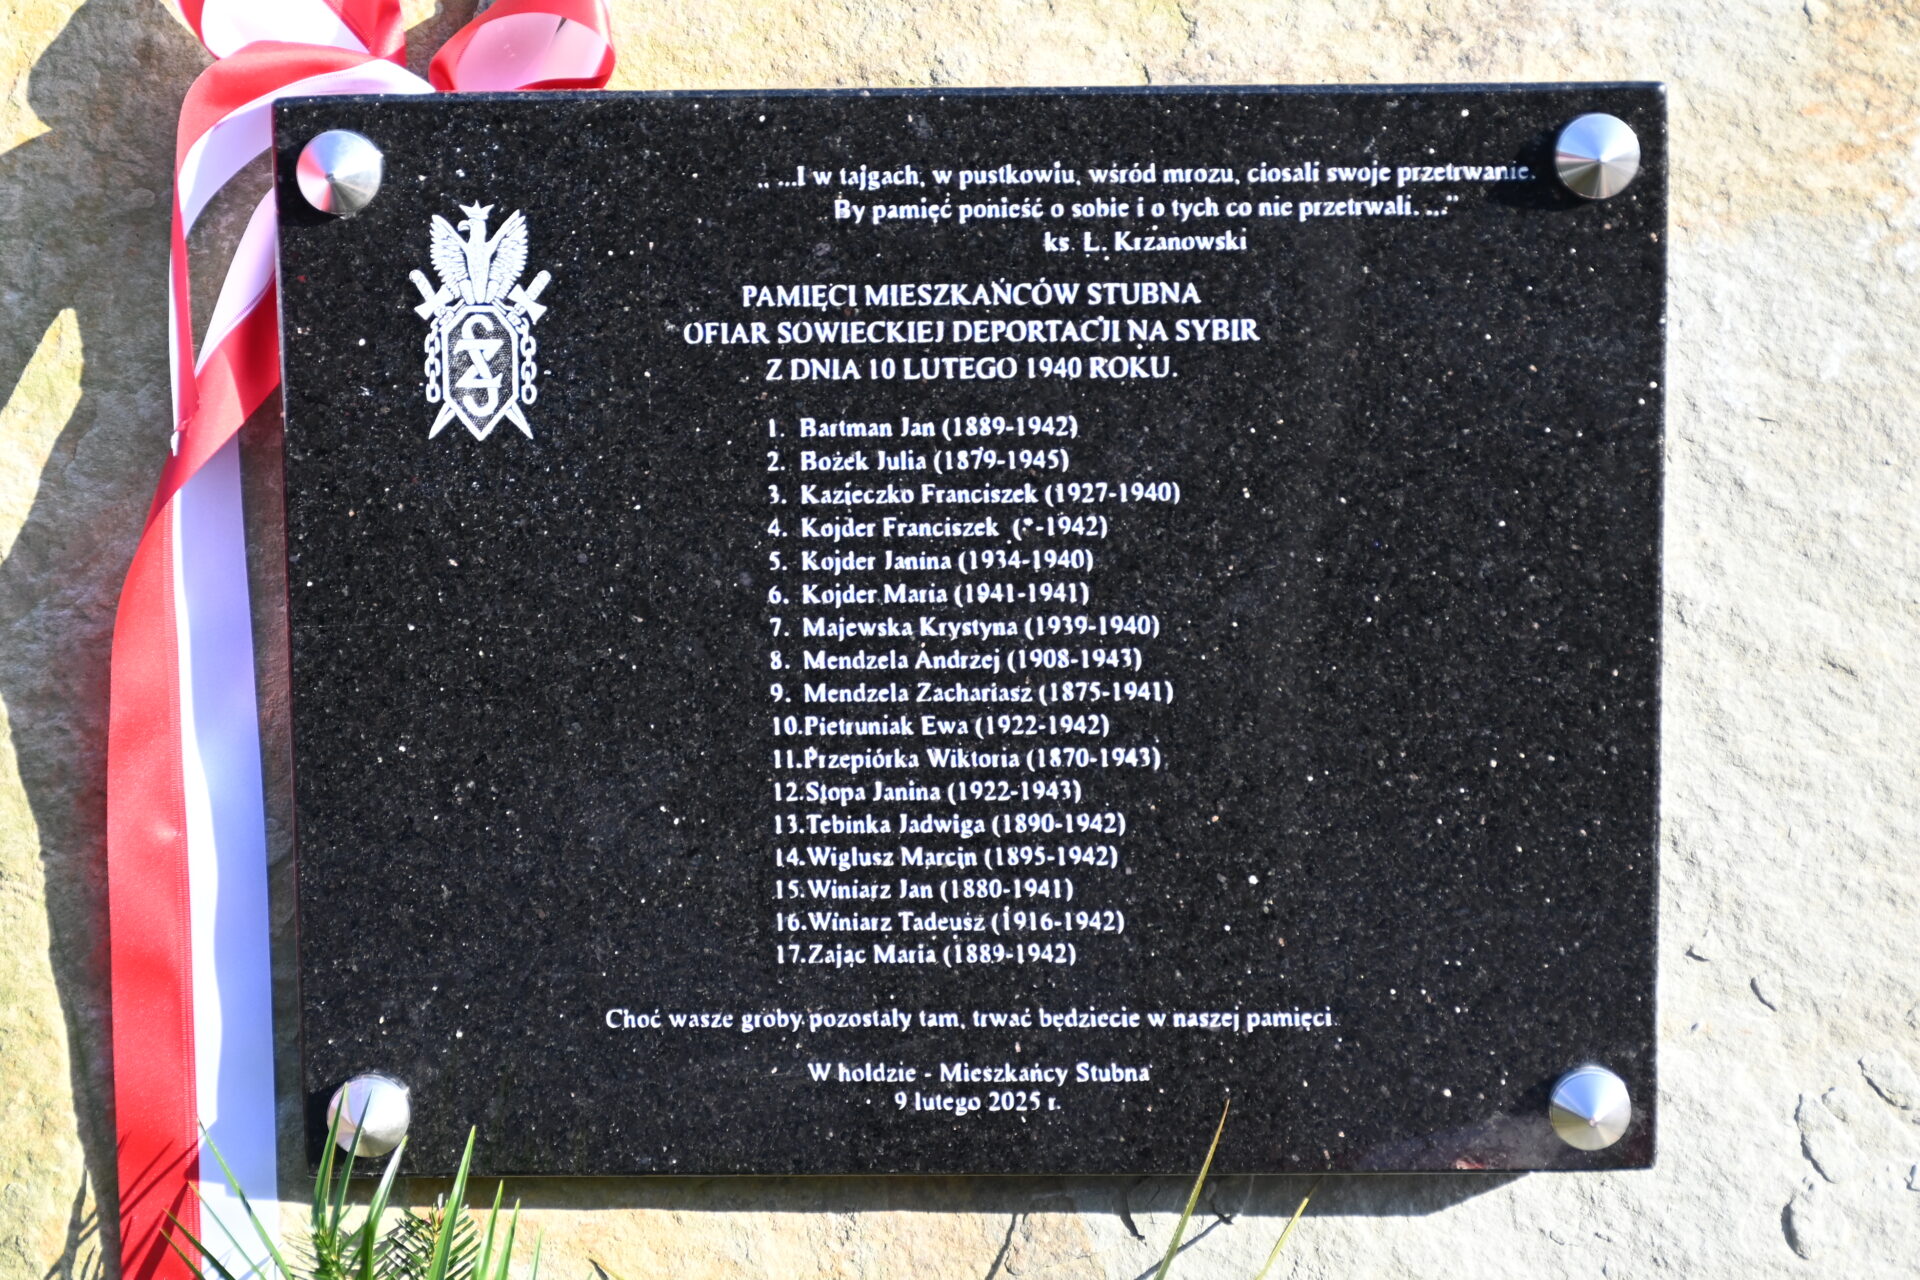 „ ...I w tajgach, w pustkowiu, wśród mrozu, ciosali swoje przetrwanie.
By pamięć ponieść o sobie i o tych co nie przetrwali. ...”
ks. Ł. Krzanowski
PAMIĘCI MIESZKAŃCÓW STUBNA
OFIAR SOWIECKIEJ DEPORTACJI NA SYBIR
Z DNIA 10 LUTEGO 1940 ROKU.
1. Bartman Jan (1889-1942)
2. Bożek Julia (1879-1945)
3. Kazieczko Franciszek (1927-1940)
4. Kojder Franciszek (*-1942)
5. Kojder Janina (1934-1940)
6. Kojder Maria (1941-1941)
7. Majewska Krystyna (1939-1940)
8. Mendzela Andrzej (1908-1943)
9. Mendzela Zachariasz (1875-1941)
10.Pietruniak Ewa (1922-1942)
11.Przepiórka Wiktoria (1870-1943)
12.Stopa Janina (1922-1943)
13.Tebinka Jadwiga (1890-1942)
14.Wiglusz Marcin (1895-1942)
15.Winiarz Jan (1880-1941)
16.Winiarz Tadeusz (1916-1942)
17.Zając Maria (1889-1942)
Choć wasze groby pozostały tam, trwać będziecie w naszej pamięci.
W hołdzie - Mieszkańcy Stubna
9 lutego 2025 r.